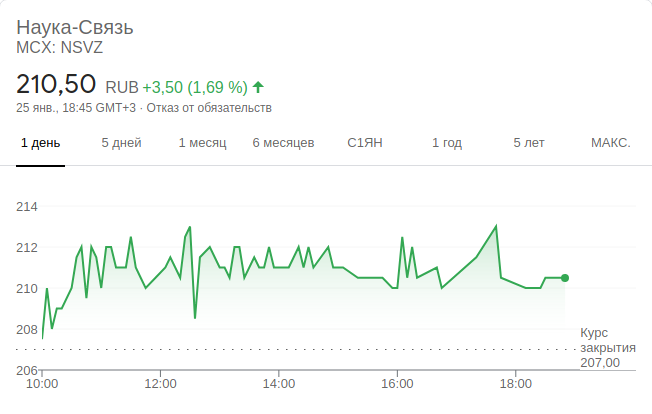 Наука-Связь
MCX: NSVZ
210,50 RUB +3,50 (1,69 %)
25 янв., 18:45 GMT+3 · Отказ от обязательств
1 день 5 дней 1 месяц 6 месяцев С1ЯН 1 год 5 лет МАКС.
214
212
210
208
206
Курс
закрытия
207,00
10:00 12:00 14:00 16:00 18:00